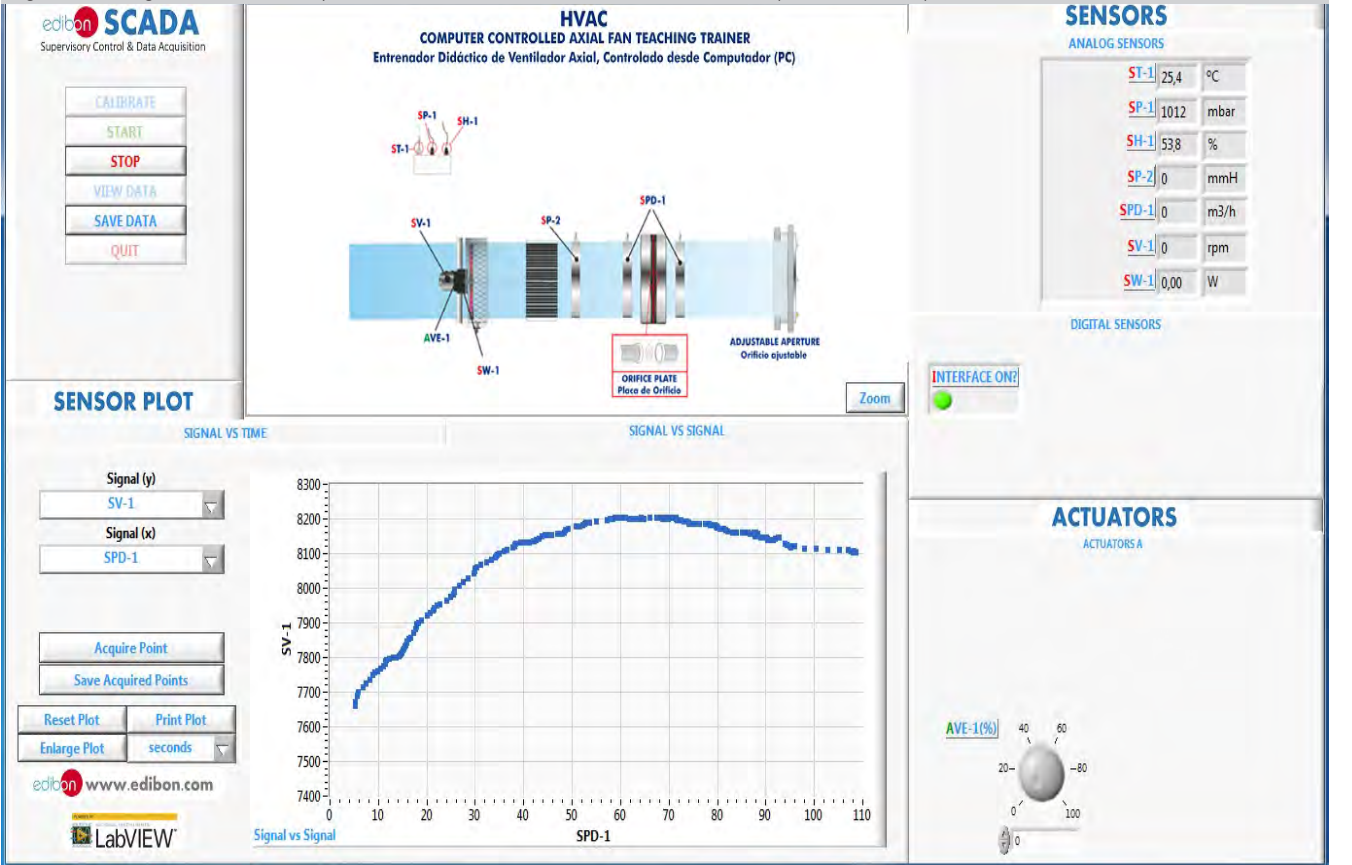 edibon SCADA
Supervisory Control & Data Acquisition
CALIBRATE
START
STOP
VIEW DATA
SAVE DATA
QUIT
HVAC
COMPUTER CONTROLLED AXIAL FAN TEACHING TRAINER
Entrenador Didáctico de Ventilador Axial, Controlado desde Computador (PC)
SP-1
SH-1
ST-1
SPD-1
SV-1
SP-2
AVE-1
SW-1
ADJUSTABLE APERTURE
Orificio ajustable
ORIFICE PLATE
Placa de Orificio
Zoom
SENSORS
ANALOG SENSORS
ST-1 25,4 ºC
SP-1 1012 mbar
SH-1 53,8 %
SP-2 0 mmH
SPD-1 0 m3/h
SV-1 0 rpm
SW-1 0,00 W
DIGITAL SENSORS
INTERFACE ON?
SENSOR PLOT
SIGNAL VS TIME
SIGNAL VS SIGNAL
Signal (y)
SV-1
Signal (x)
SPD-1
Acquire Point
Save Acquired Points
Reset Plot
Print Plot
Enlarge Plot
seconds
edibon www.edibon.com
LabVIEW
8300
8200
8100
8000
7900
7800
7700
7600
7500
7400
SV-1
0 10 20 30 40 50 60 70 80 90 100 110
Signal vs Signal
SPD-1
ACTUATORS
ACTUATORS A
AVE-1(%)
40 60
20 80
0 100
0